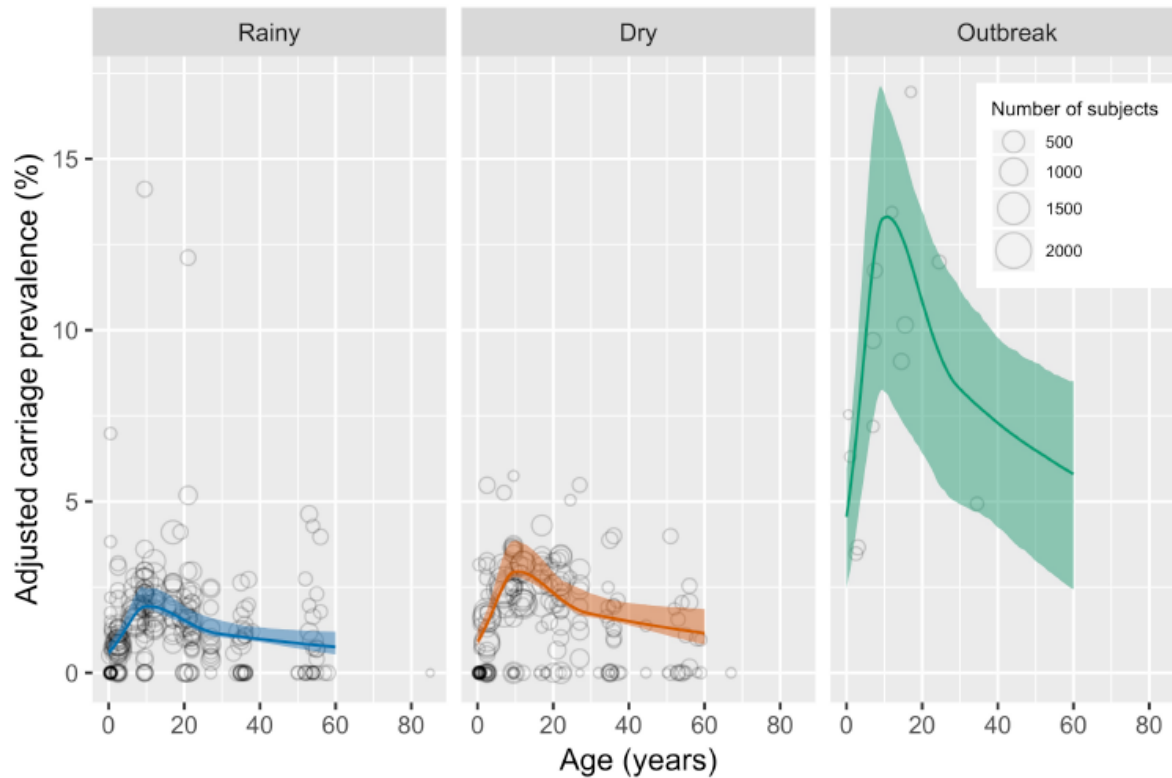 Rainy
Dry
Outbreak
Number of subjects
500
1000
1500
2000
Adjusted carriage prevalence (%)
15
10
5
0
0 20 40 60 80
0 20 40 60 80
0 20 40 60 80
Age (years)